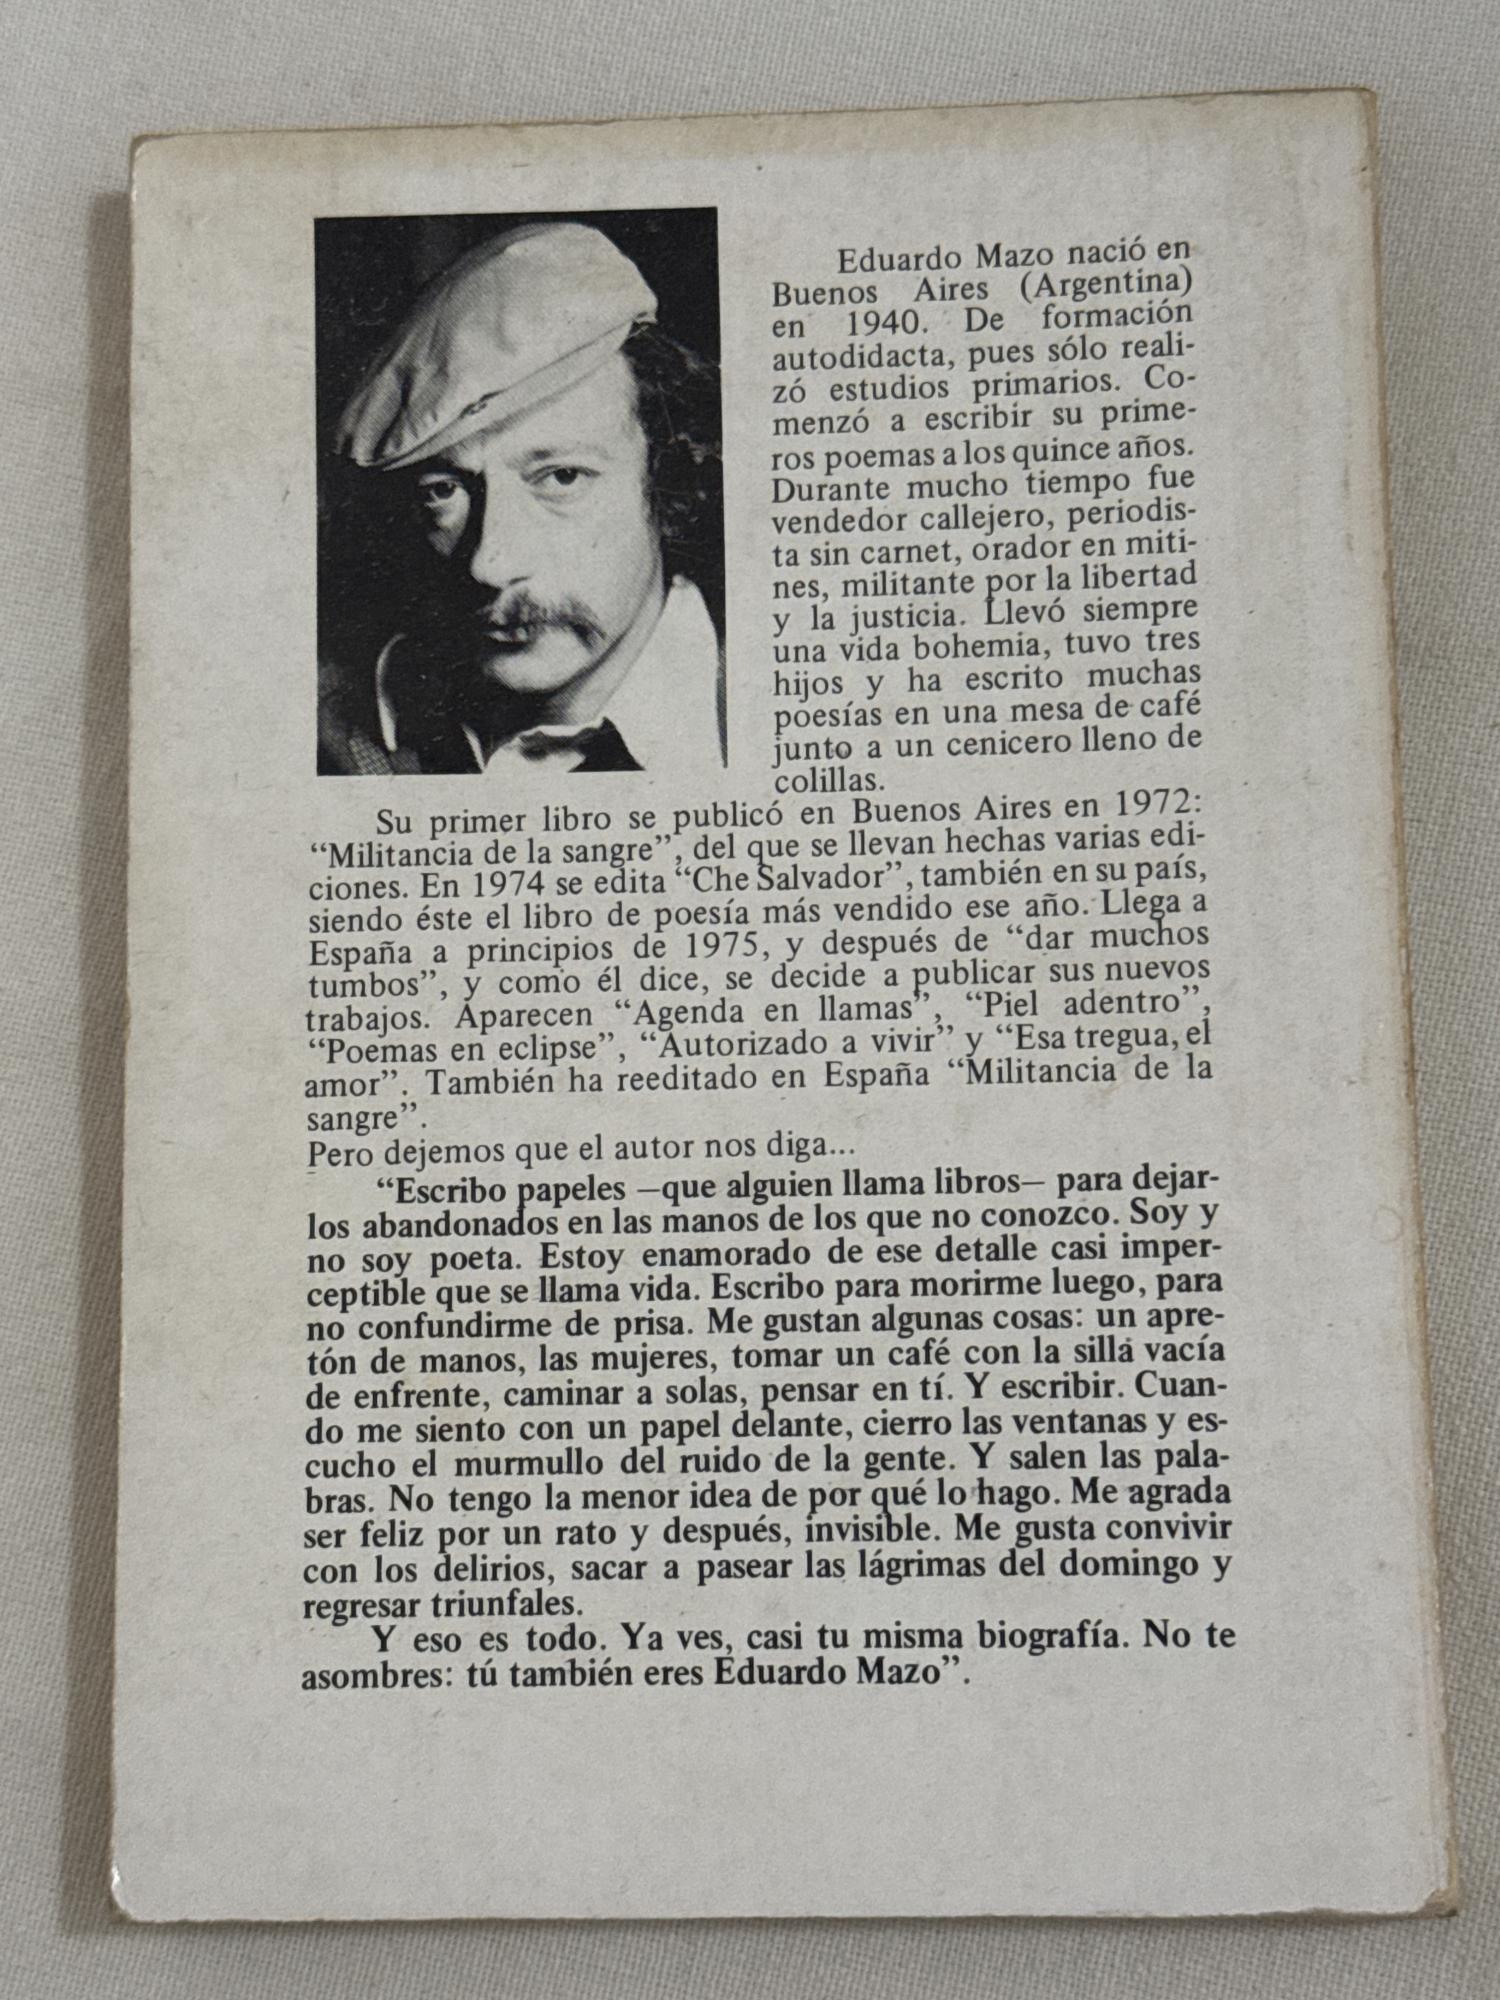 Eduardo Mazo nació en
Buenos Aires (Argentina)
en 1940. De formación
autodidacta, pues sólo reali-
zó estudios primarios. Co-
menzó a escribir su prime-
ros poemas a los quince años.
Durante mucho tiempo fue
vendedor callejero, periodis-
ta sin carnet, orador en miti-
nes, militante por la libertad
y la justicia. Llevó siempre
una vida bohemia, tuvo tres
hijos y ha escrito muchas
poesías en una mesa de café
junto a un cenicero lleno de
colillas.
Su primer libro se publicó en Buenos Aires en 1972:
“Militancia de la sangre”, del que se llevan hechas varias edi-
ciones. En 1974 se edita “Che Salvador”, también en su país,
siendo éste el libro de poesía más vendido ese año. Llega a
España a principios de 1975, y después de “dar muchos
tumbos”, y como él dice, se decide a publicar sus nuevos
trabajos. Aparecen “Agenda en llamas”, “Piel adentro”,
“Poemas en eclipse”, “Autorizado a vivir” y “Esa tregua, el
amor”. También ha reeditado en España “Militancia de la
sangre”.
Pero dejemos que el autor nos diga...
“Escribo papeles —que alguien llama libros— para dejar-
los abandonados en las manos de los que no conozco. Soy y
no soy poeta. Estoy enamorado de ese detalle casi imper-
ceptible que se llama vida. Escribo para morirme luego, para
no confundirme de prisa. Me gustan algunas cosas: un apre-
tón de manos, las mujeres, tomar un café con la silla vacía
de enfrente, caminar a solas, pensar en tí. Y escribir. Cuan-
do me siento con un papel delante, cierro las ventanas y es-
cucho el murmullo del ruido de la gente. Y salen las pala-
bras. No tengo la menor idea de por qué lo hago. Me agrada
ser feliz por un rato y después, invisible. Me gusta convivir
con los delirios, sacar a pasear las lágrimas del domingo y
regresar triunfales.
Y eso es todo. Ya ves, casi tu misma biografía. No te
asombres: tú también eres Eduardo Mazo”.